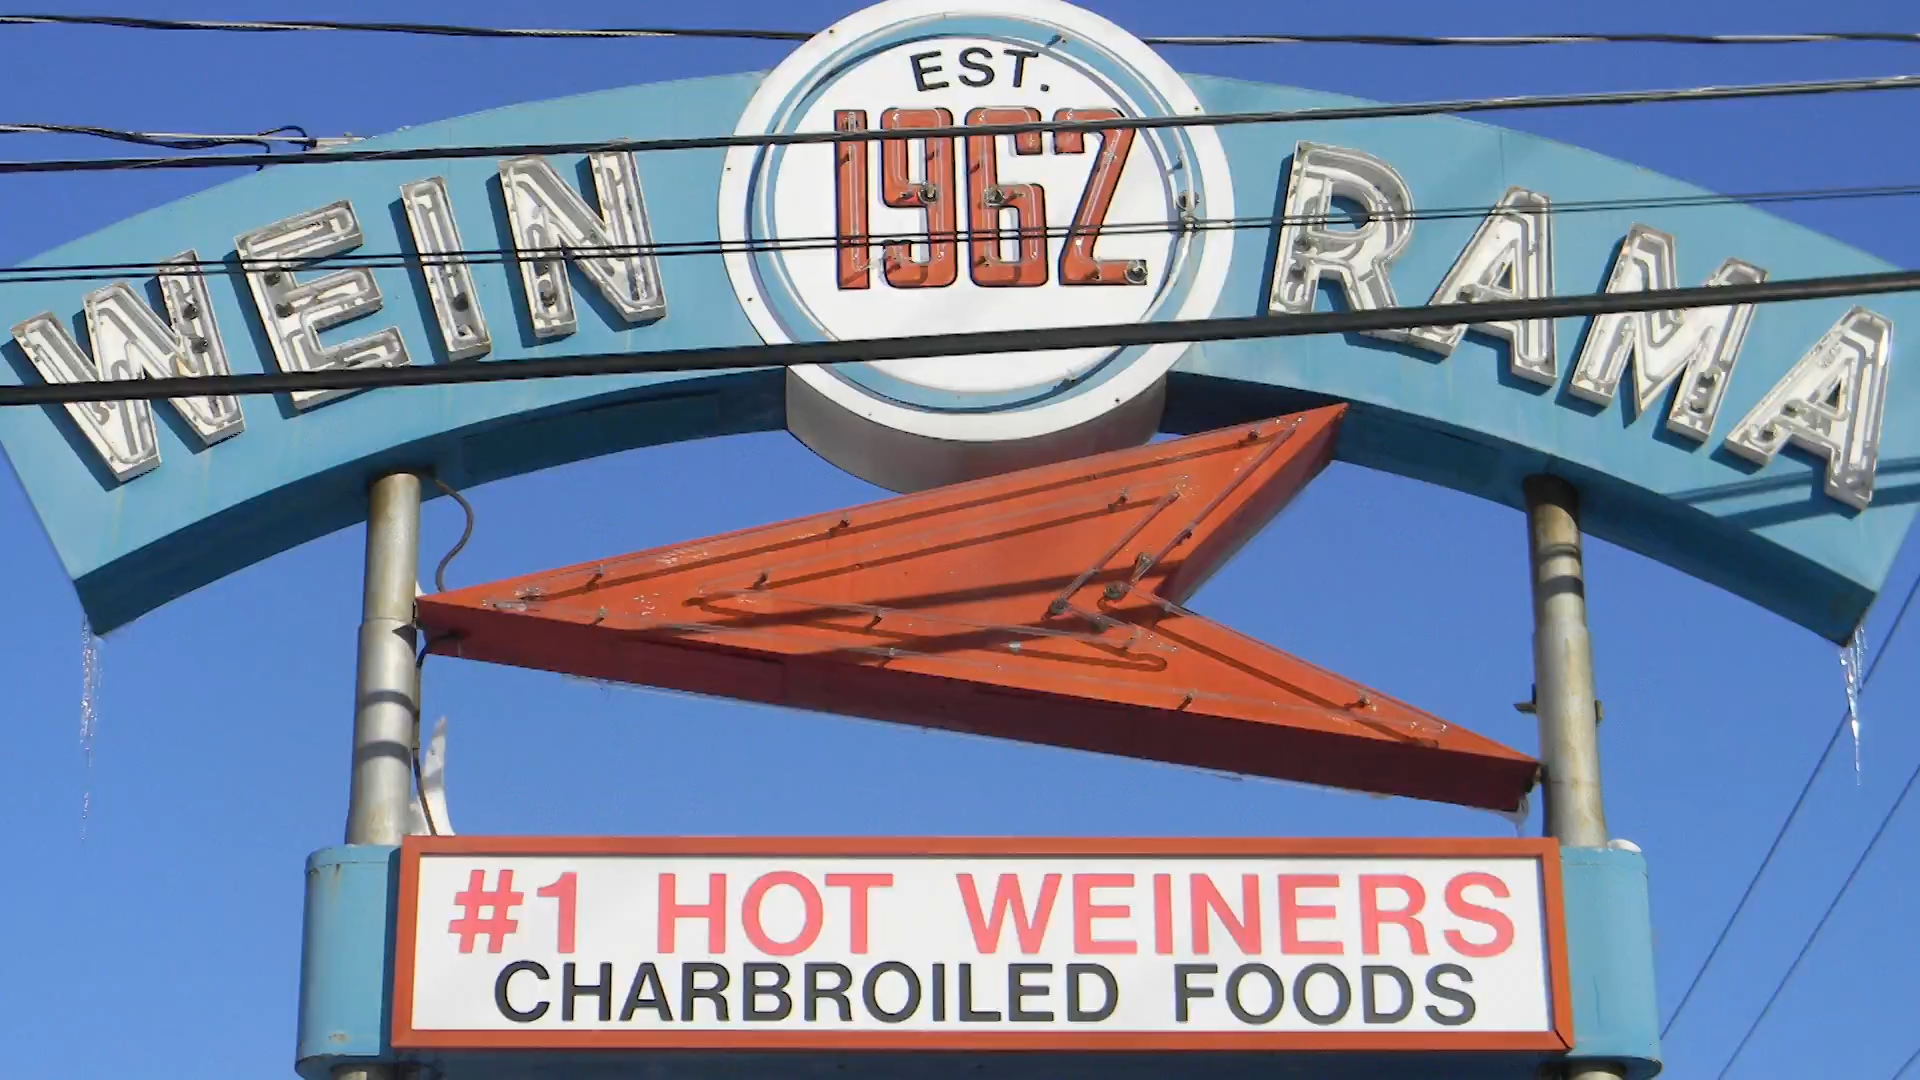 EST.
1962
WEIN RAMA
#1 HOT WEINERS
CHARBROILED FOODS